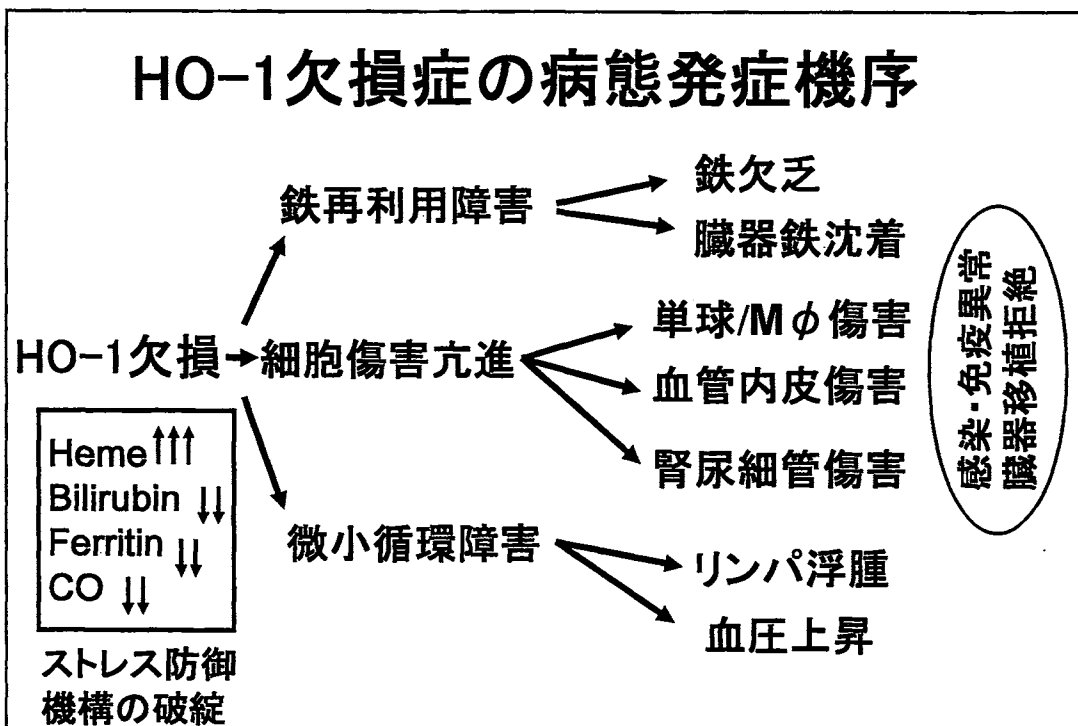 HO-1欠損症の病態発症機序
鉄再利用障害
鉄欠乏
臓器鉄沈着
HO-1欠損
細胞傷害亢進
単球/Mφ傷害
血管内皮傷害
腎尿細管傷害
微小循環障害
リンパ浮腫
血圧上昇
Heme↑↑↑
Bilirubin ↓↓
Ferritin ↓↓
CO ↓↓
ストレス防御
機構の破綻
感染・免疫異常
臓器移植拒絶